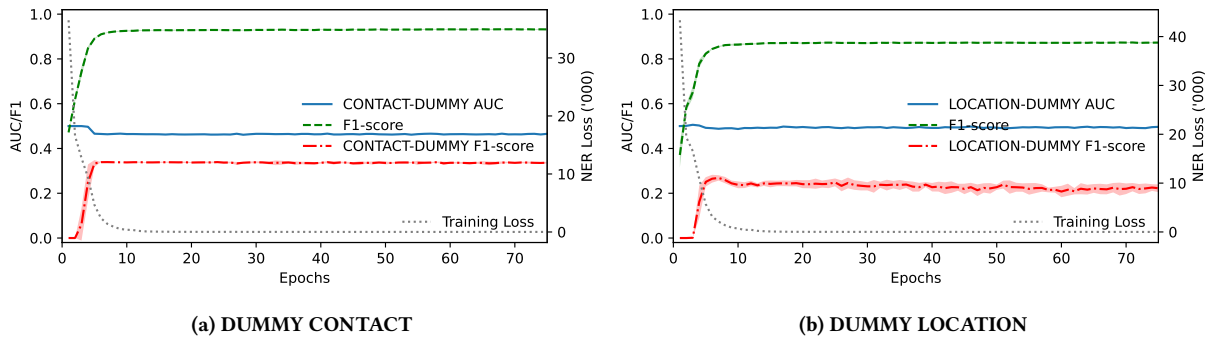 1.0
0.8
0.6
0.4
0.2
0.0
AUC/F1
CONTACT-DUMMY AUC
F1-score
CONTACT-DUMMY F1-score
Training Loss
30
20
10
0
NER Loss ('000)
0 10 20 30 40 50 60 70
Epochs
(a) DUMMY CONTACT
1.0
0.8
0.6
0.4
0.2
0.0
AUC/F1
LOCATION-DUMMY AUC
F1-score
LOCATION-DUMMY F1-score
Training Loss
40
30
20
10
0
NER Loss ('000)
0 10 20 30 40 50 60 70
Epochs
(b) DUMMY LOCATION